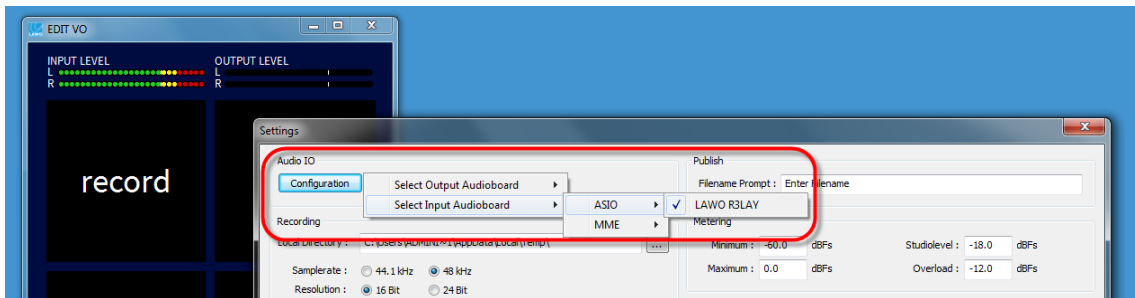 EDIT VO
INPUT LEVEL OUTPUT LEVEL
L L
R R
record
Settings
Audio IO Publish
Configuration Select Output Audioboard Filename Prompt : Enter Filename
Select Input Audioboard ASIO ✓ LAWO R3LAY
Recording MME Metering
Local Directory : C:\Users\ADMINI~1\AppData\Local\Temp\ ... Minimum : -60.0 dBFs Studiolevel : -18.0 dBFs
Samplerate : 44.1 kHz 48 kHz Maximum : 0.0 dBFs Overload : -12.0 dBFs
Resolution : 16 Bit 24 Bit